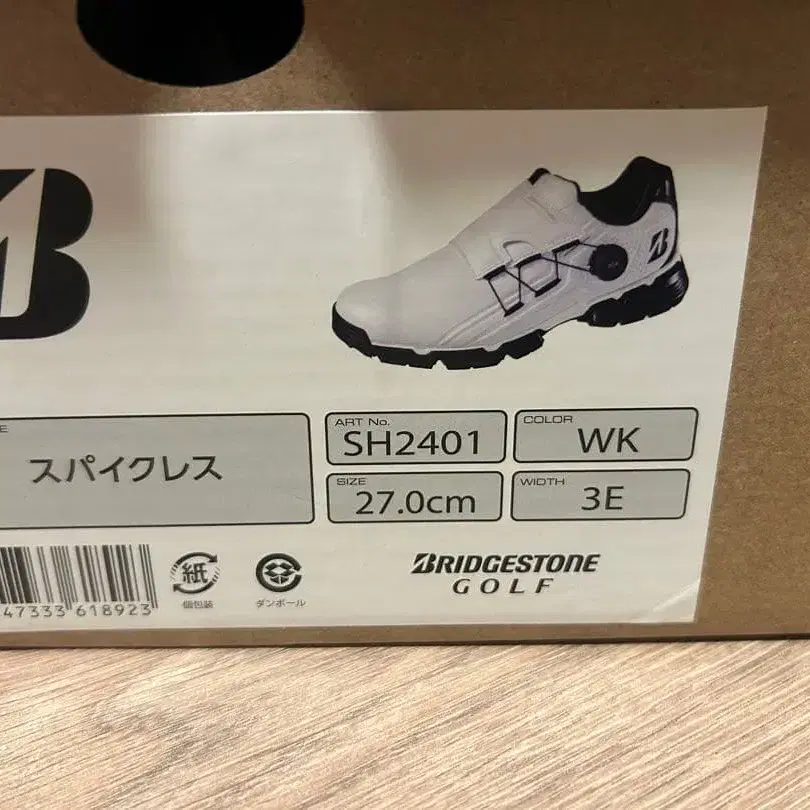 B
E
スパイクレス
ART No.
SH2401
COLOR
WK
SIZE
27.0cm
WIDTH
3E
47333 618923
紙
個包装
ダンボール
BRIDGESTONE
GOLF